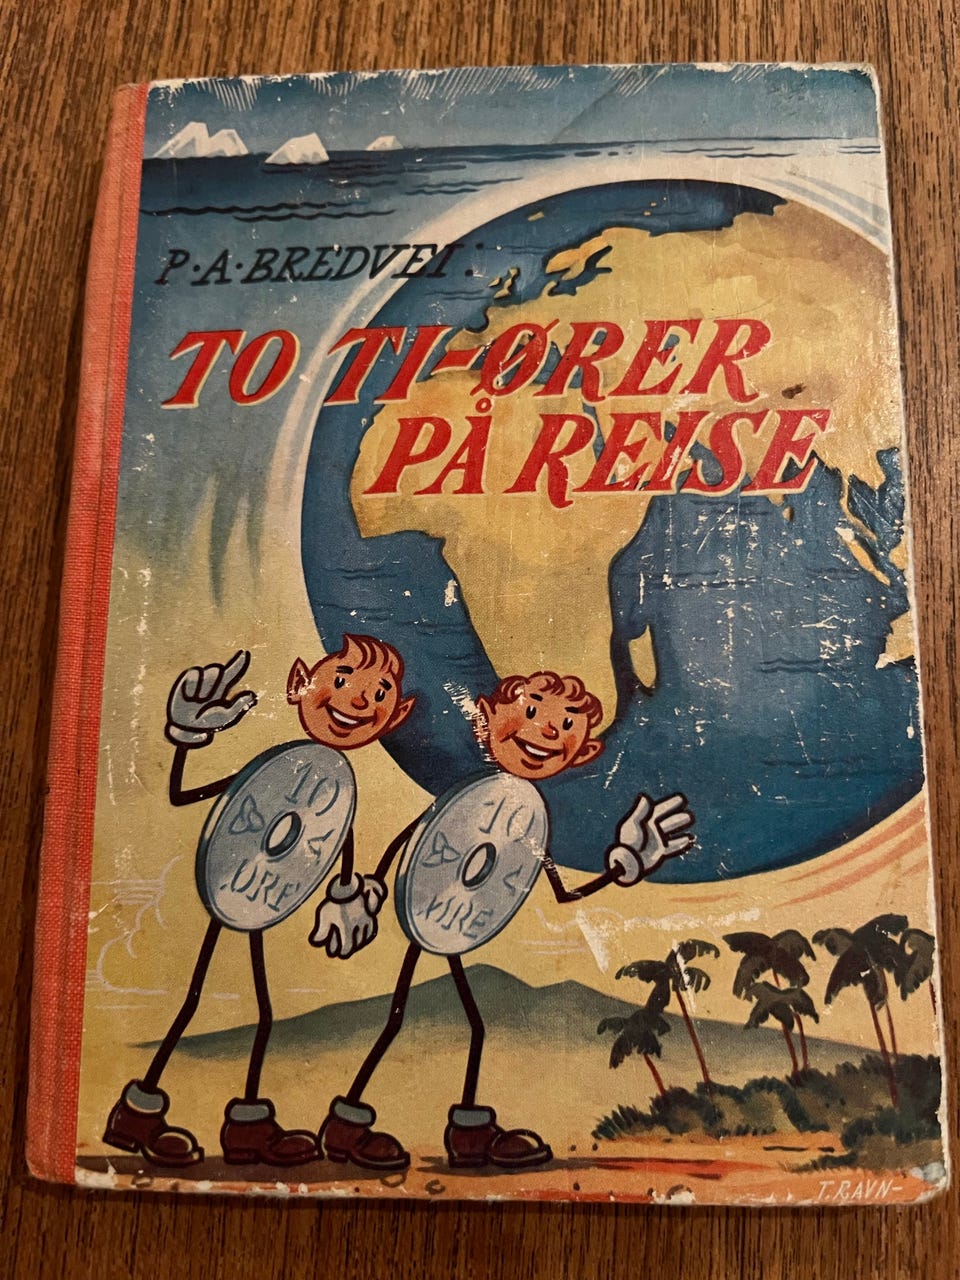 P·A·BREDVEI:
TO TI-ØRER
PÅ REISE
10
ØRE
10
ØRE
T.RAVN-